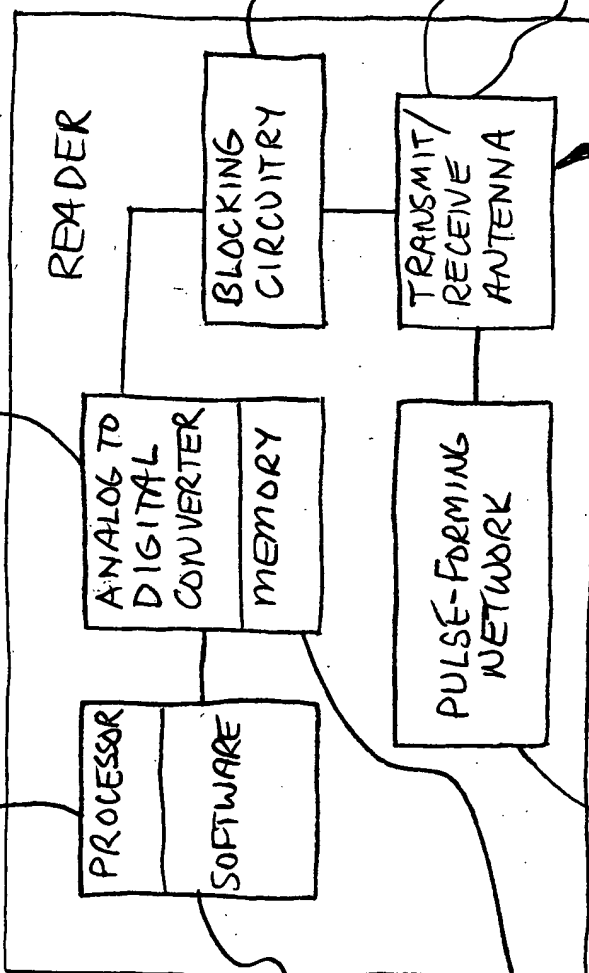 READER
PROCESSOR
SOFTWARE
ANALOG TO
DIGITAL
CONVERTER
MEMORY
BLOCKING
CIRCUITRY
PULSE-FORMING
NETWORK
TRANSMIT/
RECEIVE
ANTENNA